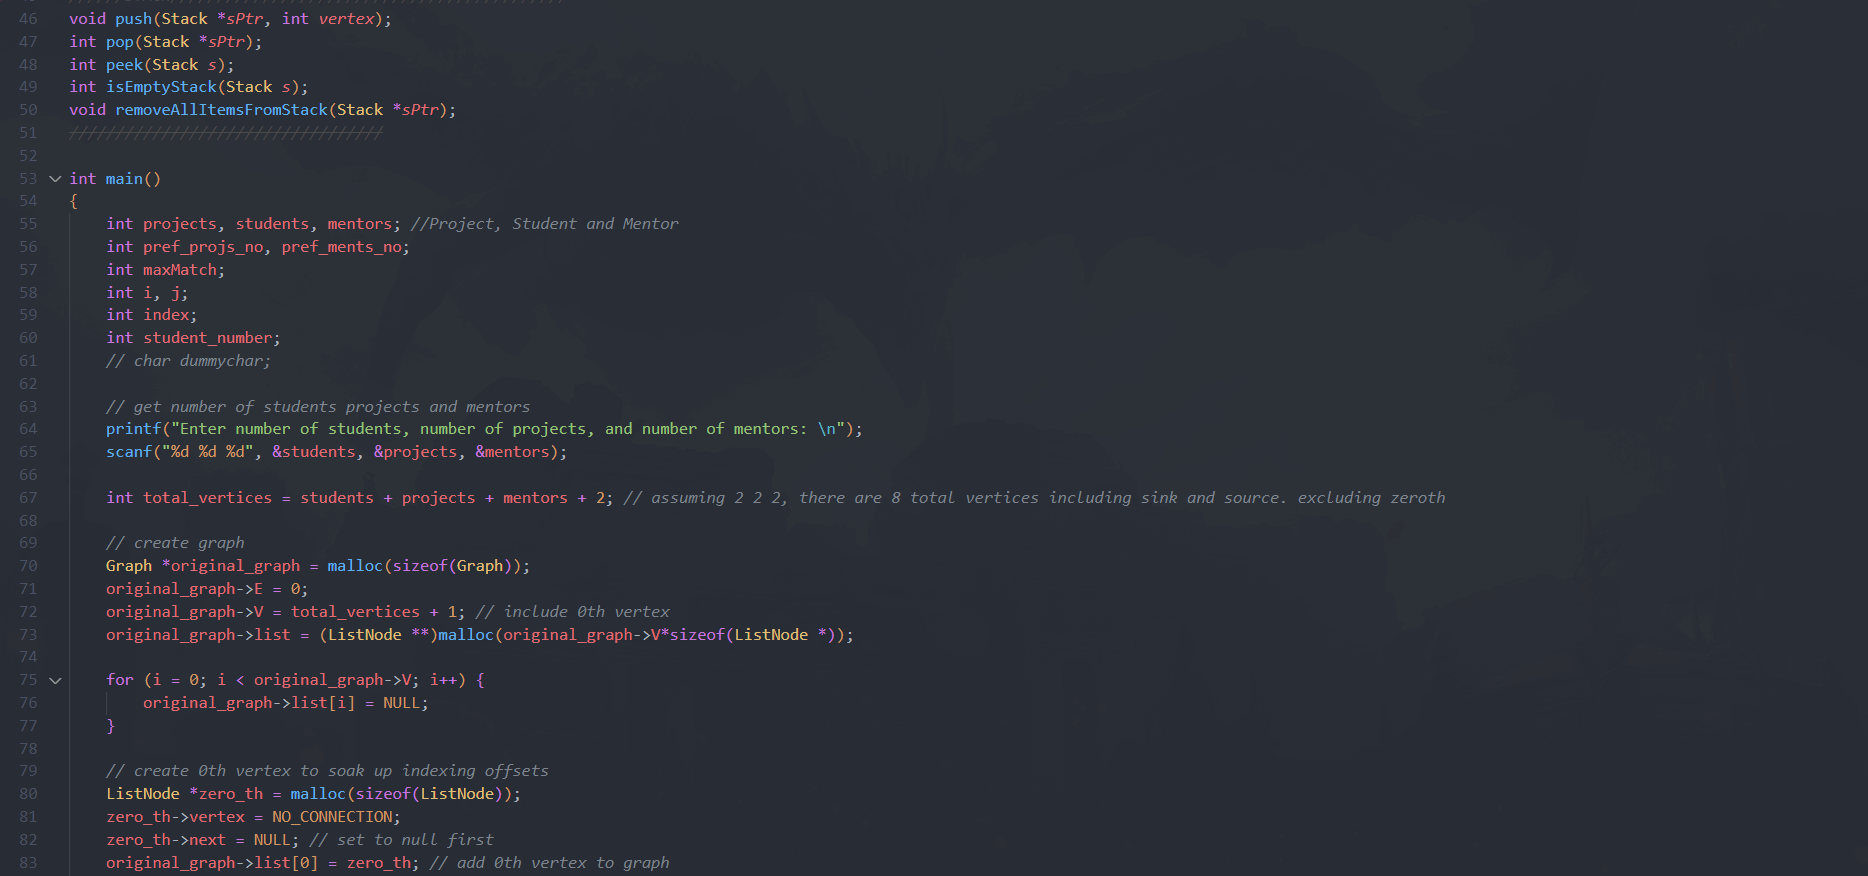 46 void push(Stack *sPtr, int vertex);
47 int pop(Stack *sPtr);
48 int peek(Stack s);
49 int isEmptyStack(Stack s);
50 void removeAllItemsFromStack(Stack *sPtr);
51 //////////////////////////////////
52
53 int main()
54 {
55 int projects, students, mentors; //Project, Student and Mentor
56 int pref_projs_no, pref_ments_no;
57 int maxMatch;
58 int i, j;
59 int index;
60 int student_number;
61 // char dummychar;
62
63 // get number of students projects and mentors
64 printf("Enter number of students, number of projects, and number of mentors: \n");
65 scanf("%d %d %d", &students, &projects, &mentors);
66
67 int total_vertices = students + projects + mentors + 2; // assuming 2 2 2, there are 8 total vertices including sink and source. excluding zeroth
68
69 // create graph
70 Graph *original_graph = malloc(sizeof(Graph));
71 original_graph->E = 0;
72 original_graph->V = total_vertices + 1; // include 0th vertex
73 original_graph->list = (ListNode **)malloc(original_graph->V*sizeof(ListNode *));
74
75 for (i = 0; i < original_graph->V; i++) {
76 original_graph->list[i] = NULL;
77 }
78
79 // create 0th vertex to soak up indexing offsets
80 ListNode *zero_th = malloc(sizeof(ListNode));
81 zero_th->vertex = NO_CONNECTION;
82 zero_th->next = NULL; // set to null first
83 original_graph->list[0] = zero_th; // add 0th vertex to graph